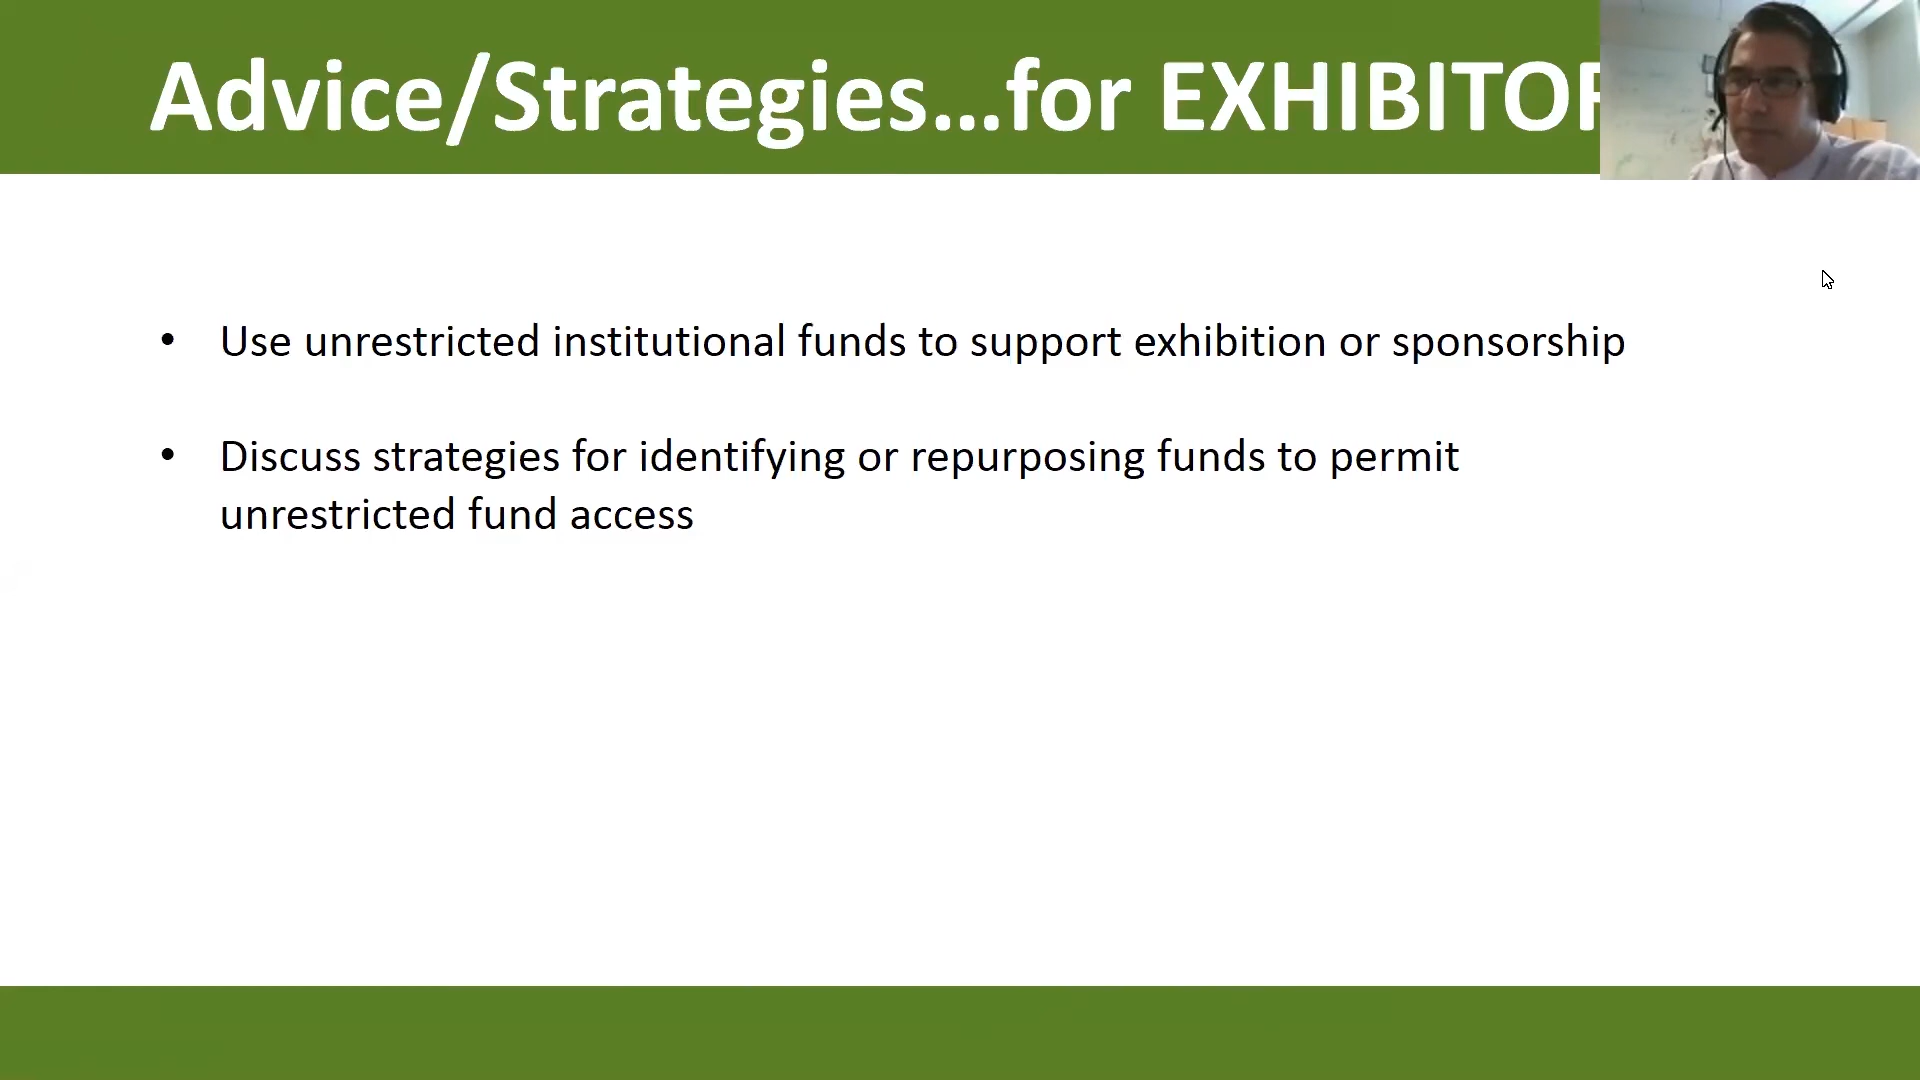 Advice/Strategies...for EXHIBITOR
• Use unrestricted institutional funds to support exhibition or sponsorship
• Discuss strategies for identifying or repurposing funds to permit
unrestricted fund access